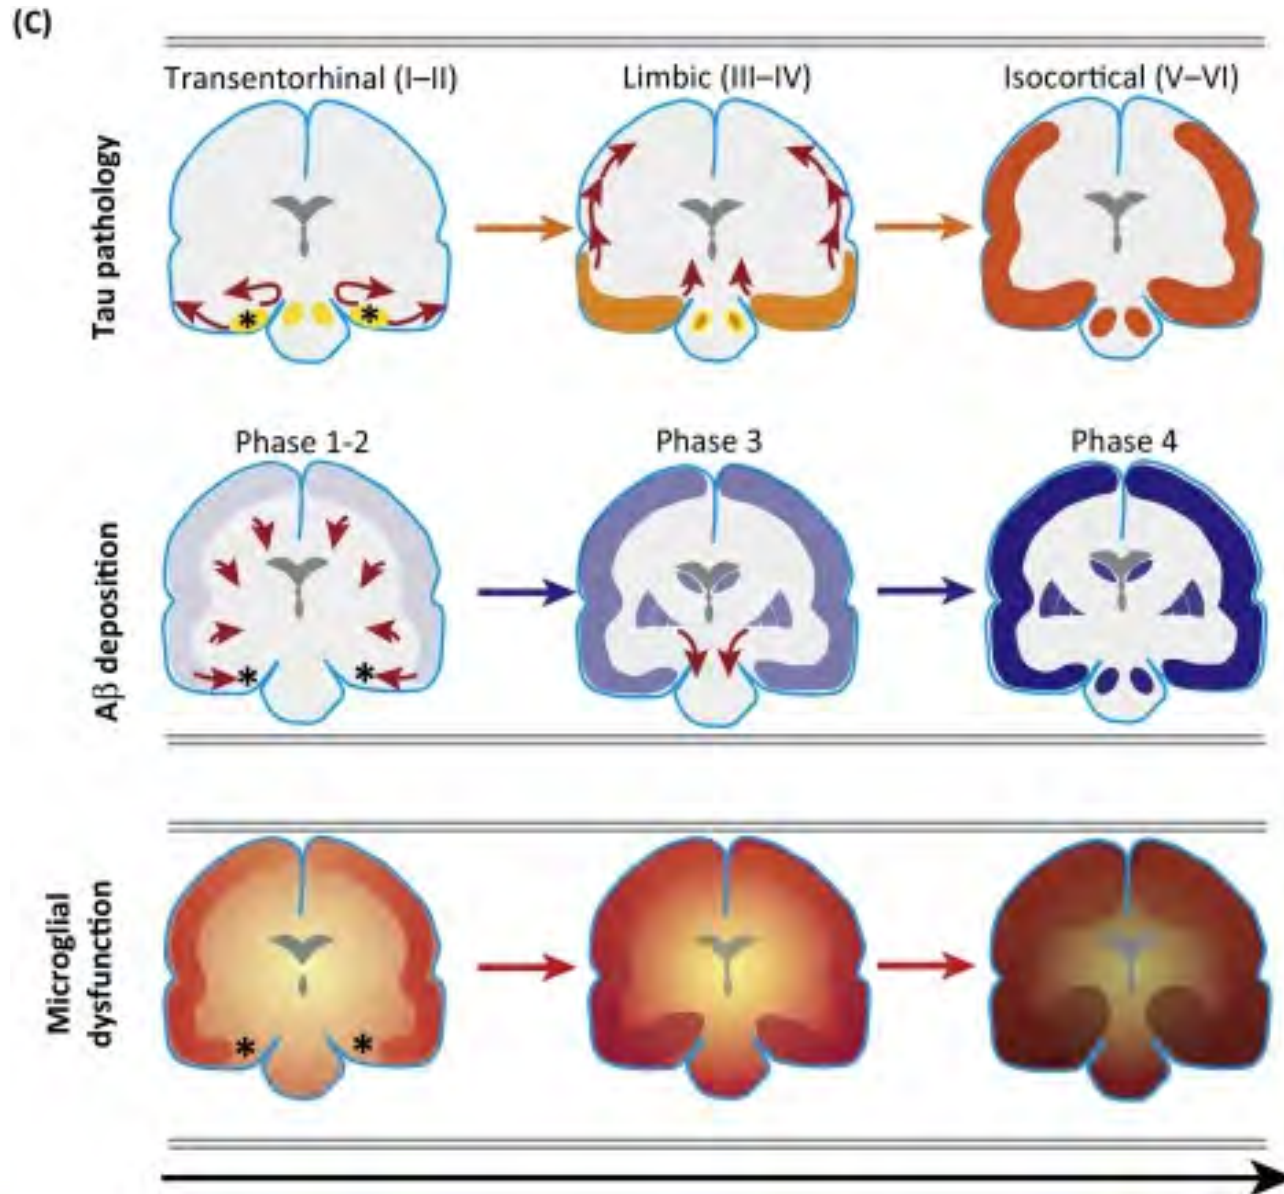 (C)
Transentorhinal (I–II)
Limbic (III–IV)
Isocortical (V–VI)
Tau pathology
*
*
Phase 1-2
Phase 3
Phase 4
Aβ deposition
*
*
Microglial
dysfunction
*
*